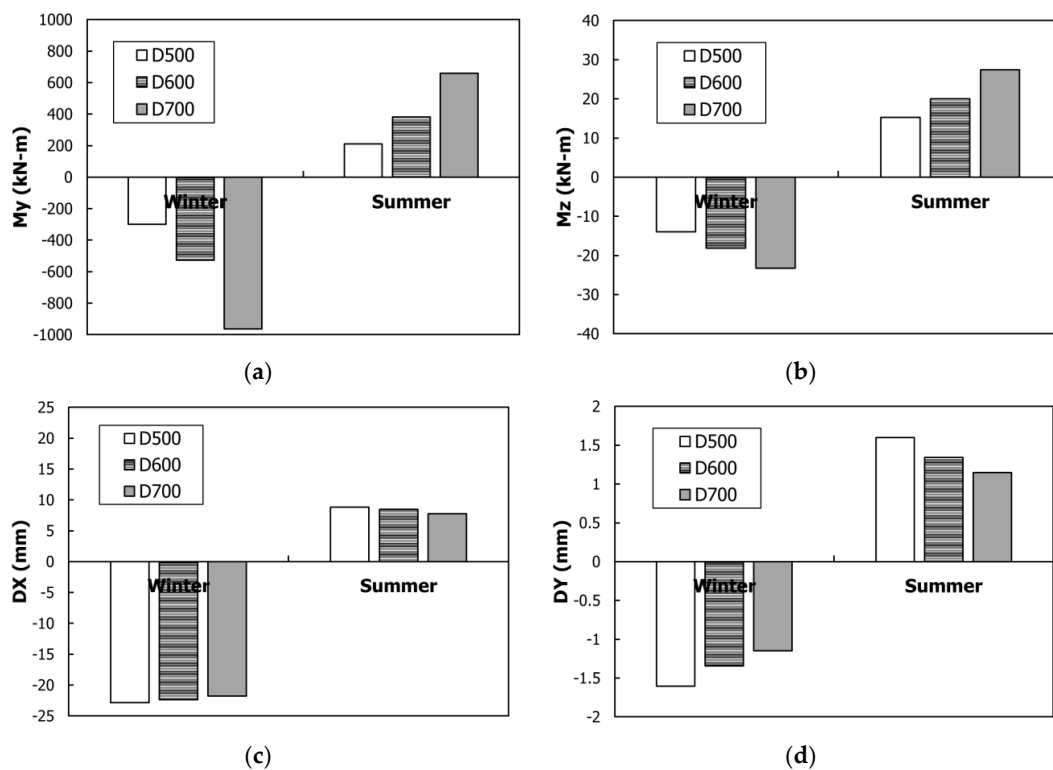 My (kN-m)
1000
800
600
400
200
0
-200
-400
-600
-800
-1000
D500
D600
D700
Winter
Summer
(a)
Mz (kN-m)
40
30
20
10
0
-10
-20
-30
-40
D500
D600
D700
Winter
Summer
(b)
DX (mm)
25
20
15
10
5
0
-5
-10
-15
-20
-25
D500
D600
D700
Winter
Summer
(c)
DY (mm)
2
1.5
1
0.5
0
-0.5
-1
-1.5
-2
D500
D600
D700
Winter
Summer
(d)